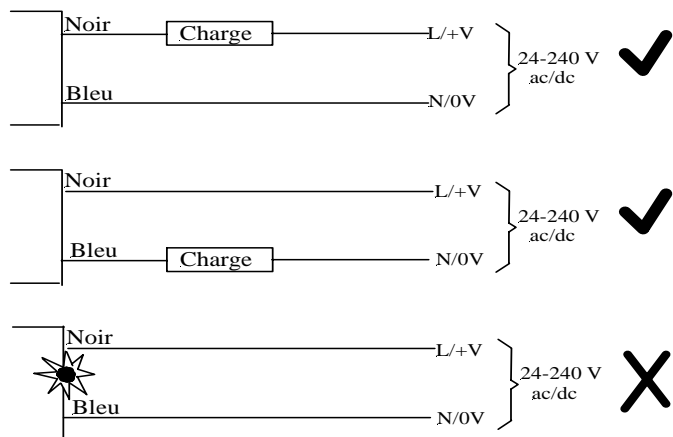 Noir Charge L/+V
24-240 V
ac/dc
Bleu N/0V
Noir L/+V
24-240 V
ac/dc
Bleu Charge N/0V
Noir L/+V
24-240 V
ac/dc
Bleu N/0V